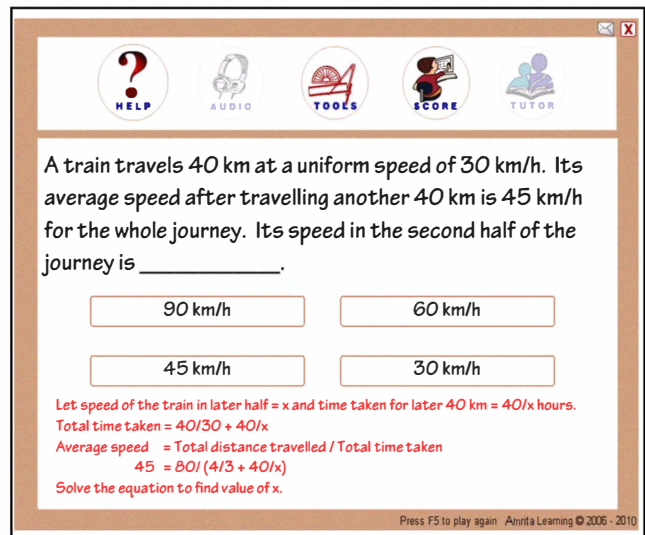 X
HELP
AUDIO
TOOLS
SCORE
TUTOR
A train travels 40 km at a uniform speed of 30 km/h. Its
average speed after travelling another 40 km is 45 km/h
for the whole journey. Its speed in the second half of the
journey is ____________.
90 km/h
60 km/h
45 km/h
30 km/h
Let speed of the train in later half = x and time taken for later 40 km = 40/x hours.
Total time taken = 40/30 + 40/x
Average speed = Total distance travelled / Total time taken
45 = 80/ (4/3 + 40/x)
Solve the equation to find value of x.
Press F5 to play again Amrita Learning © 2006 - 2010